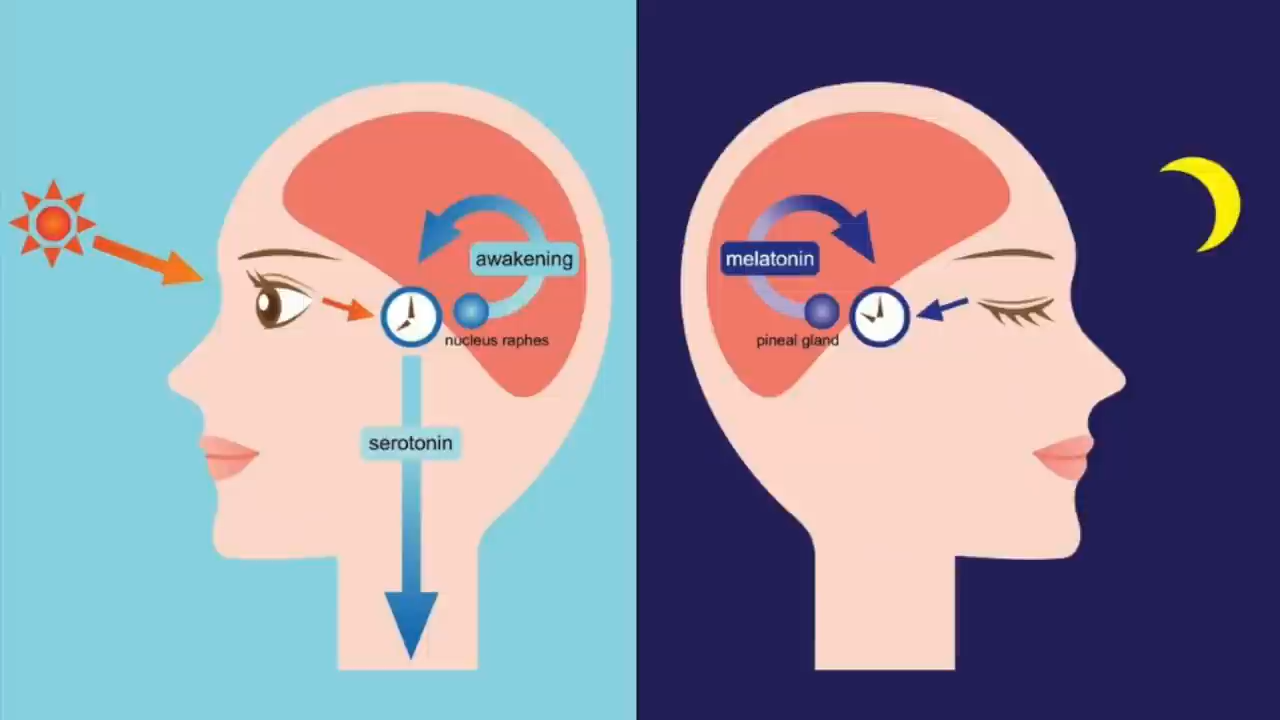 awakening
nucleus raphes
serotonin
melatonin
pineal gland